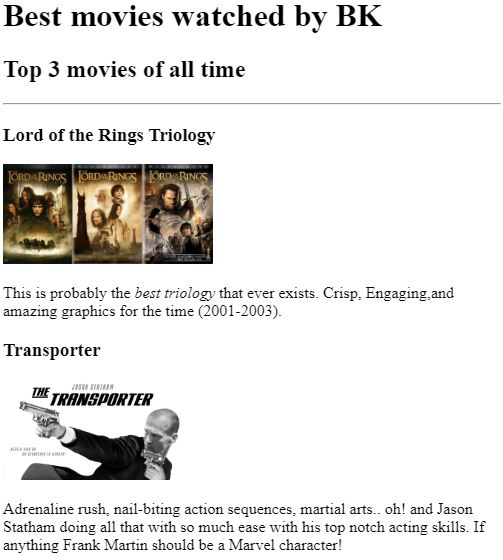 Best movies watched by BK
Top 3 movies of all time
Lord of the Rings Triology
THE LORD OF THE RINGS THE LORD OF THE RINGS THE LORD OF THE RINGS
This is probably the best triology that ever exists. Crisp, Engaging,and
amazing graphics for the time (2001-2003).
Transporter
JASON STATHAM
THE
TRANSPORTER
Adrenaline rush, nail-biting action sequences, martial arts.. oh! and Jason
Statham doing all that with so much ease with his top notch acting skills. If
anything Frank Martin should be a Marvel character!